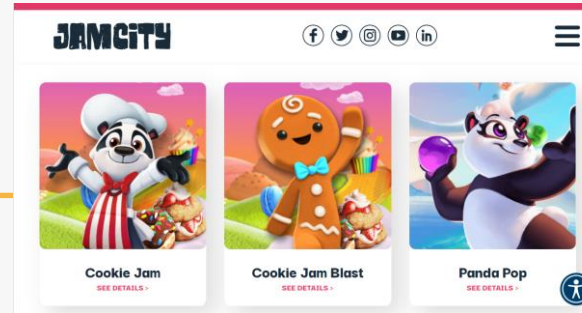 JAMCITY
Cookie Jam
SEE DETAILS >
Cookie Jam Blast
SEE DETAILS >
Panda Pop
SEE DETAILS >